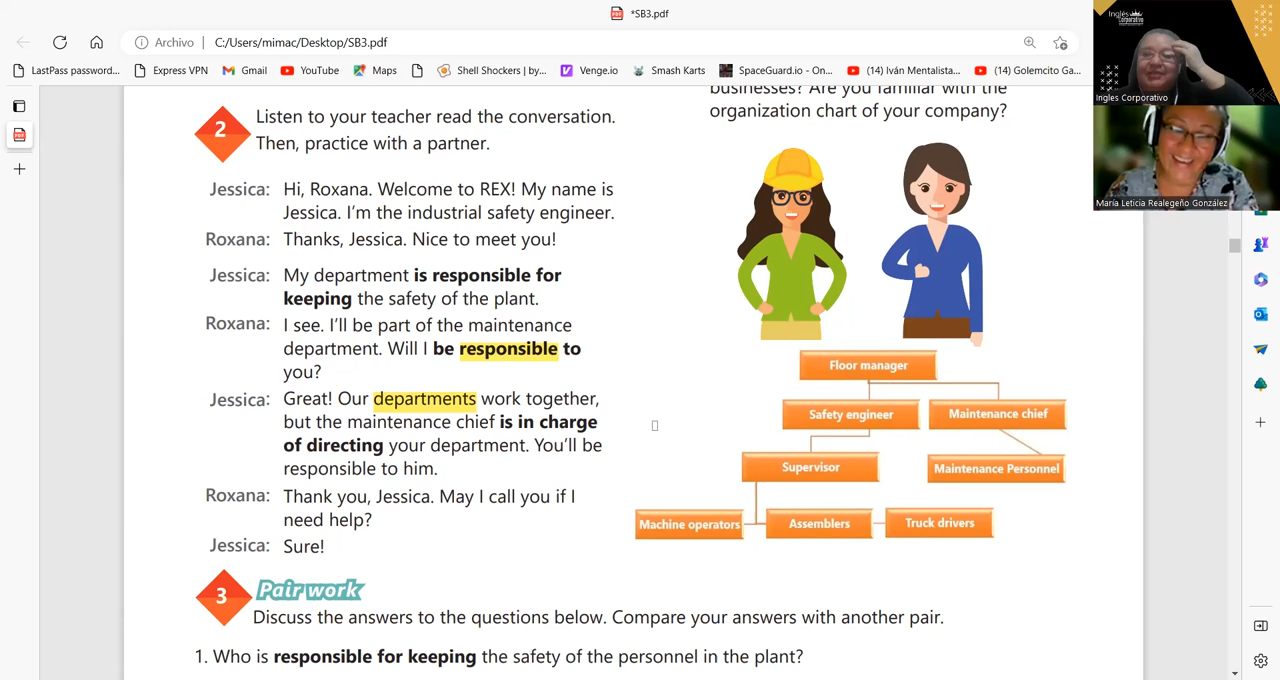 *SB3.pdf
Archivo | C:/Users/mimac/Desktop/SB3.pdf
LastPass password... Express VPN Gmail YouTube Maps Shell Shockers | by... Venge.io Smash Karts SpaceGuard.io - On... (14) Iván Mentalista... (14) Golemcito Ga...
Inglés
Corporativo
Ingles Corporativo
María Leticia Realegeño González
businesses? Are you familiar with the
organization chart of your company?
2
Listen to your teacher read the conversation.
Then, practice with a partner.
Jessica: Hi, Roxana. Welcome to REX! My name is
Jessica. I’m the industrial safety engineer.
Roxana: Thanks, Jessica. Nice to meet you!
Jessica: My department is responsible for
keeping the safety of the plant.
Roxana: I see. I’ll be part of the maintenance
department. Will I be responsible to
you?
Jessica: Great! Our departments work together,
but the maintenance chief is in charge
of directing your department. You’ll be
responsible to him.
Roxana: Thank you, Jessica. May I call you if I
need help?
Jessica: Sure!
Floor manager
Safety engineer Maintenance chief
Supervisor Maintenance Personnel
Machine operators Assemblers Truck drivers
3
Pair work
Discuss the answers to the questions below. Compare your answers with another pair.
1. Who is responsible for keeping the safety of the personnel in the plant?